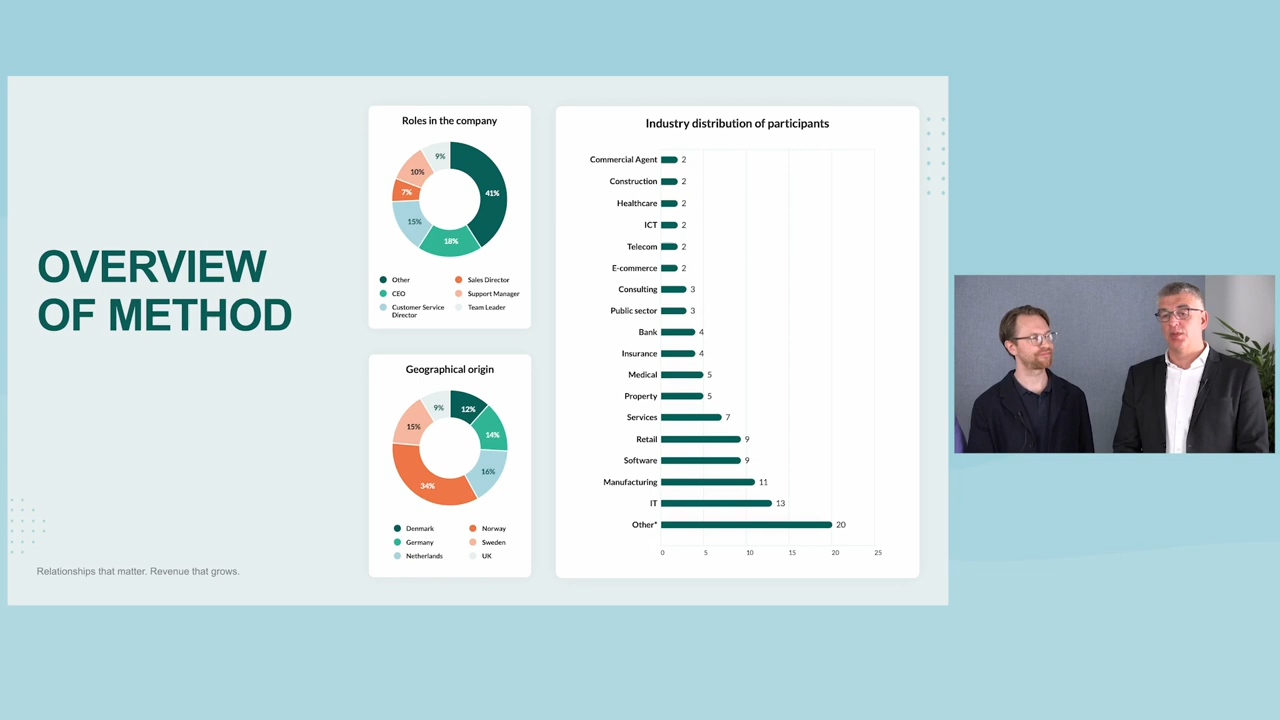 OVERVIEW
OF METHOD
Relationships that matter. Revenue that grows.
Roles in the company
9%
10%
7%
41%
15%
18%
Other
Sales Director
CEO
Support Manager
Customer Service
Director
Team Leader
Geographical origin
9%
12%
15%
14%
16%
34%
Denmark
Norway
Germany
Sweden
Netherlands
UK
Industry distribution of participants
Commercial Agent 2
Construction 2
Healthcare 2
ICT 2
Telecom 2
E-commerce 2
Consulting 3
Public sector 3
Bank 4
Insurance 4
Medical 5
Property 5
Services 7
Retail 9
Software 9
Manufacturing 11
IT 13
Other* 20
0 5 10 15 20 25